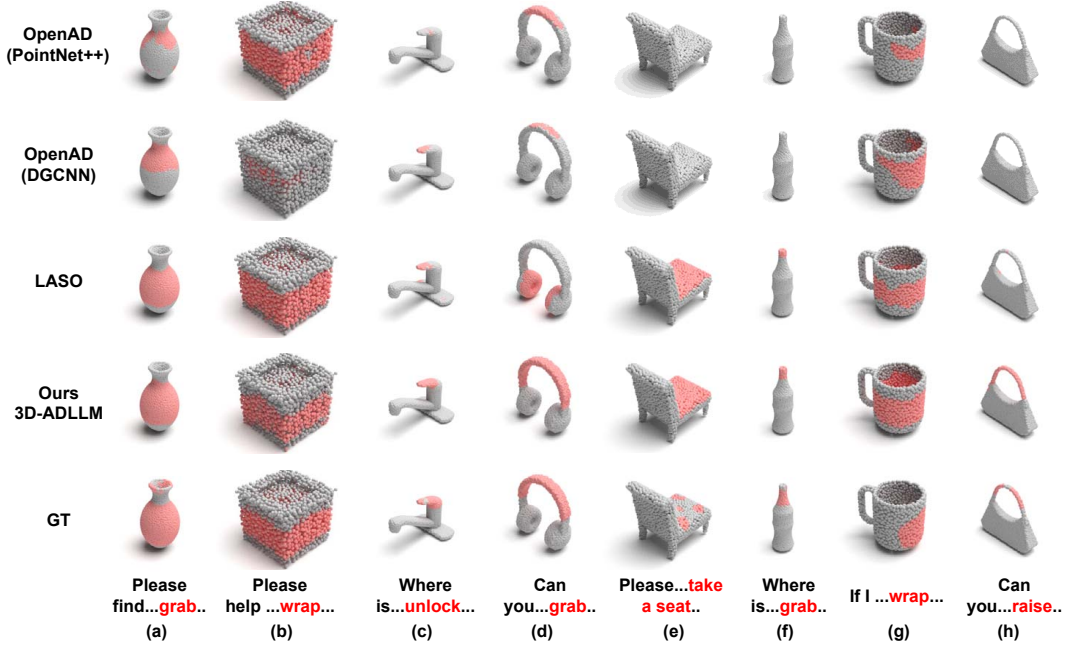 OpenAD
(PointNet++)
OpenAD
(DGCNN)
LASO
Ours
3D-ADLLM
GT
Please
find...grab..
(a)
Please
help ...wrap...
(b)
Where
is...unlock...
(c)
Can
you...grab..
(d)
Please...take
a seat..
(e)
Where
is...grab..
(f)
If I ...wrap...
(g)
Can
you...raise..
(h)